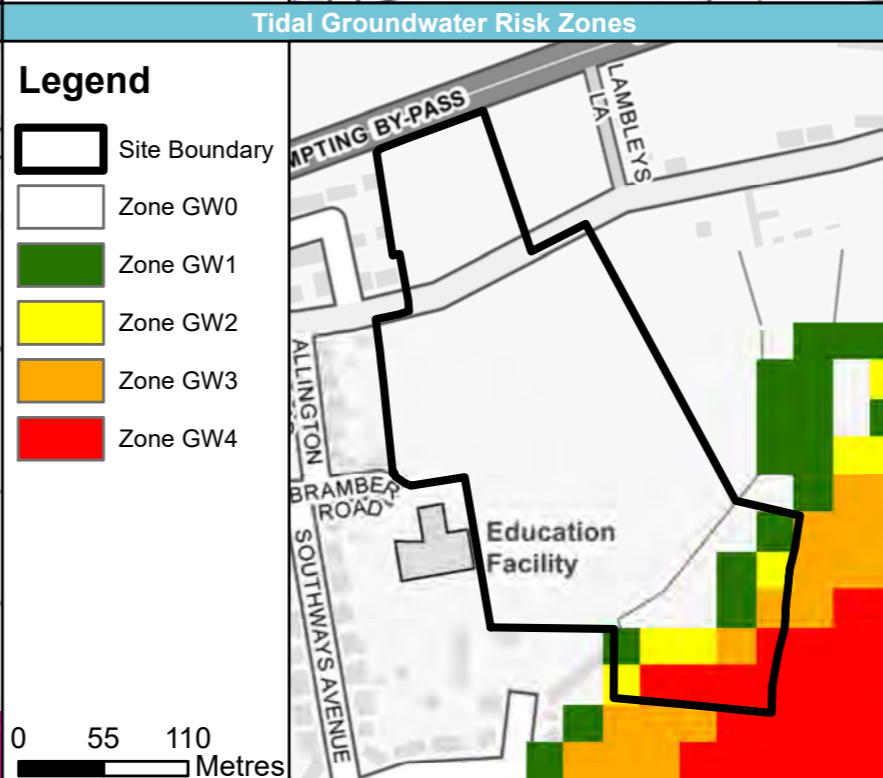 Tidal Groundwater Risk Zones
Legend
Site Boundary
Zone GW0
Zone GW1
Zone GW2
Zone GW3
Zone GW4
0 55 110
Metres
MPTING BY-PASS
LAMBLEYS
LA
ALLINGTON
BRAMBER
ROAD
Education
Facility
SOUTHWAYS AVENUE